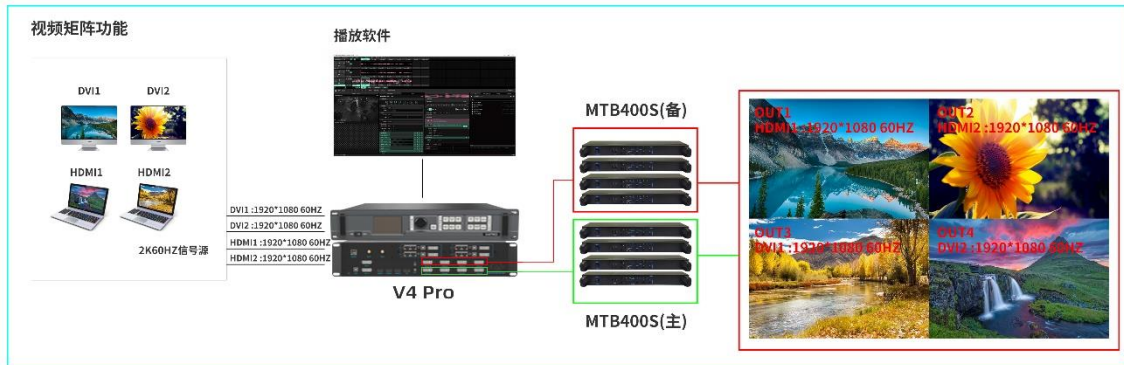 视频矩阵功能
播放软件
DVI1
DVI2
HDMI1
HDMI2
2K60HZ信号源
DVI1 :1920*1080 60HZ
DVI2 :1920*1080 60HZ
HDMI1 :1920*1080 60HZ
HDMI2 :1920*1080 60HZ
V4 Pro
MTB400S(备)
MTB400S(主)
OUT1
HDMI1 :1920*1080 60HZ
OUT2
HDMI2 :1920*1080 60HZ
OUT3
DVI1 :1920*1080 60HZ
OUT4
DVI2 :1920*1080 60HZ